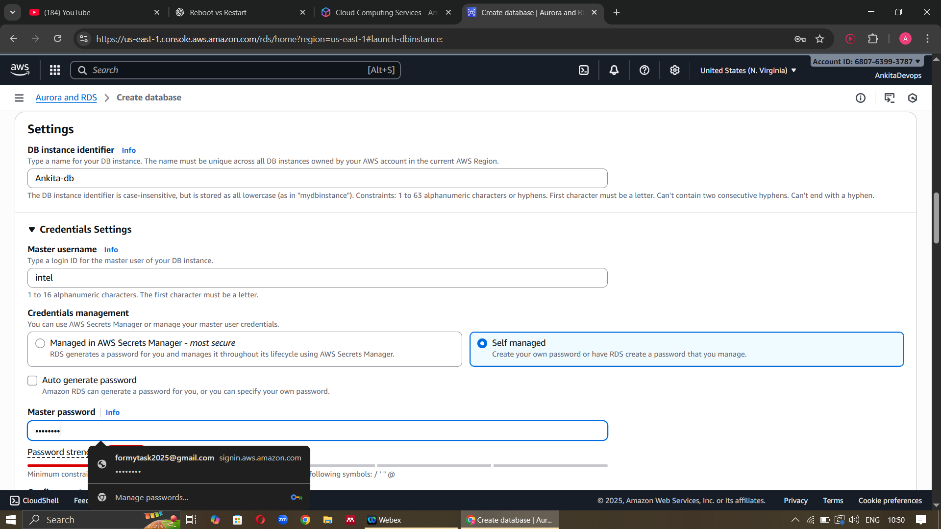 (184) YouTube
Reboot vs Restart
Cloud Computing Services - Am
Create database | Aurora and R
https://us-east-1.console.aws.amazon.com/rds/home?region=us-east-1#launch-dbinstance:
A
aws
Search
[Alt+S]
United States (N. Virginia)
Account ID: 6807-6399-3787
AnkitaDevops
Aurora and RDS
Create database
Settings
DB instance identifier Info
Type a name for your DB instance. The name must be unique across all DB instances owned by your AWS account in the current AWS Region.
Ankita-db
The DB instance identifier is case-insensitive, but is stored as all lowercase (as in "mydbinstance"). Constraints: 1 to 63 alphanumeric characters or hyphens. First character must be a letter. Can't contain two consecutive hyphens. Can't end with a hyphen.
Credentials Settings
Master username Info
Type a login ID for the master user of your DB instance.
intel
1 to 16 alphanumeric characters. The first character must be a letter.
Credentials management
You can use AWS Secrets Manager or manage your master user credentials.
Managed in AWS Secrets Manager - most secure
RDS generates a password for you and manages it throughout its lifecycle using AWS Secrets Manager.
Self managed
Create your own password or have RDS create a password that you manage.
Auto generate password
Amazon RDS can generate a password for you, or you can specify your own password.
Master password Info
••••••••
Password stren
formytask2025@gmail.com signin.aws.amazon.com
••••••••
Minimum constrai
following symbols: / ' " @
Manage passwords...
CloudShell
Feed
© 2025, Amazon Web Services, Inc. or its affiliates.
Privacy
Terms
Cookie preferences
Search
Webex
Create database | Aur...
ENG
10:50